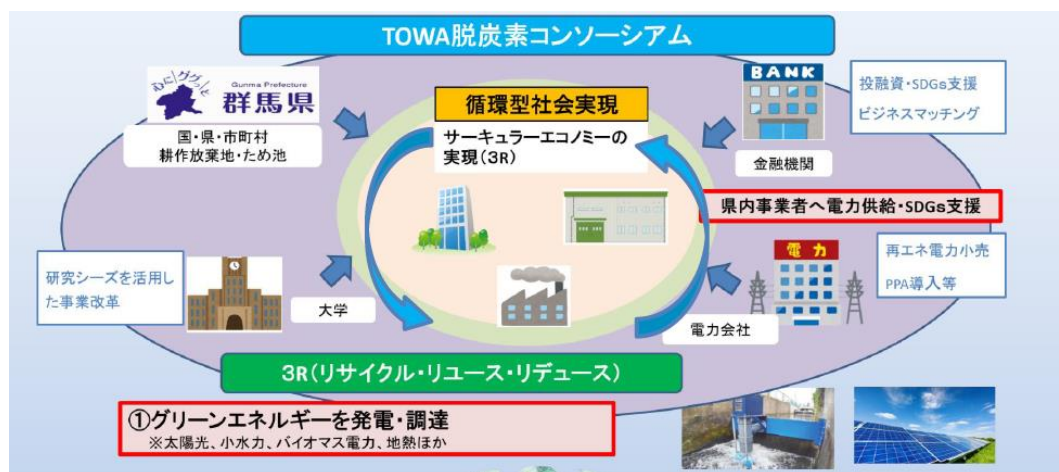 TOWA脱炭素コンソーシアム
心にググっと
Gunma Prefecture
群馬県
国・県・市町村
耕作放棄地・ため池
循環型社会実現
サーキュラーエコノミーの
実現(3R)
BANK
金融機関
投融資・SDGs支援
ビジネスマッチング
県内事業者へ電力供給・SDGs支援
研究シーズを活用し
た事業改革
大学
電力
電力会社
再エネ電力小売
PPA導入等
3R(リサイクル・リユース・リデュース)
①グリーンエネルギーを発電・調達
※太陽光、小水力、バイオマス電力、地熱ほか